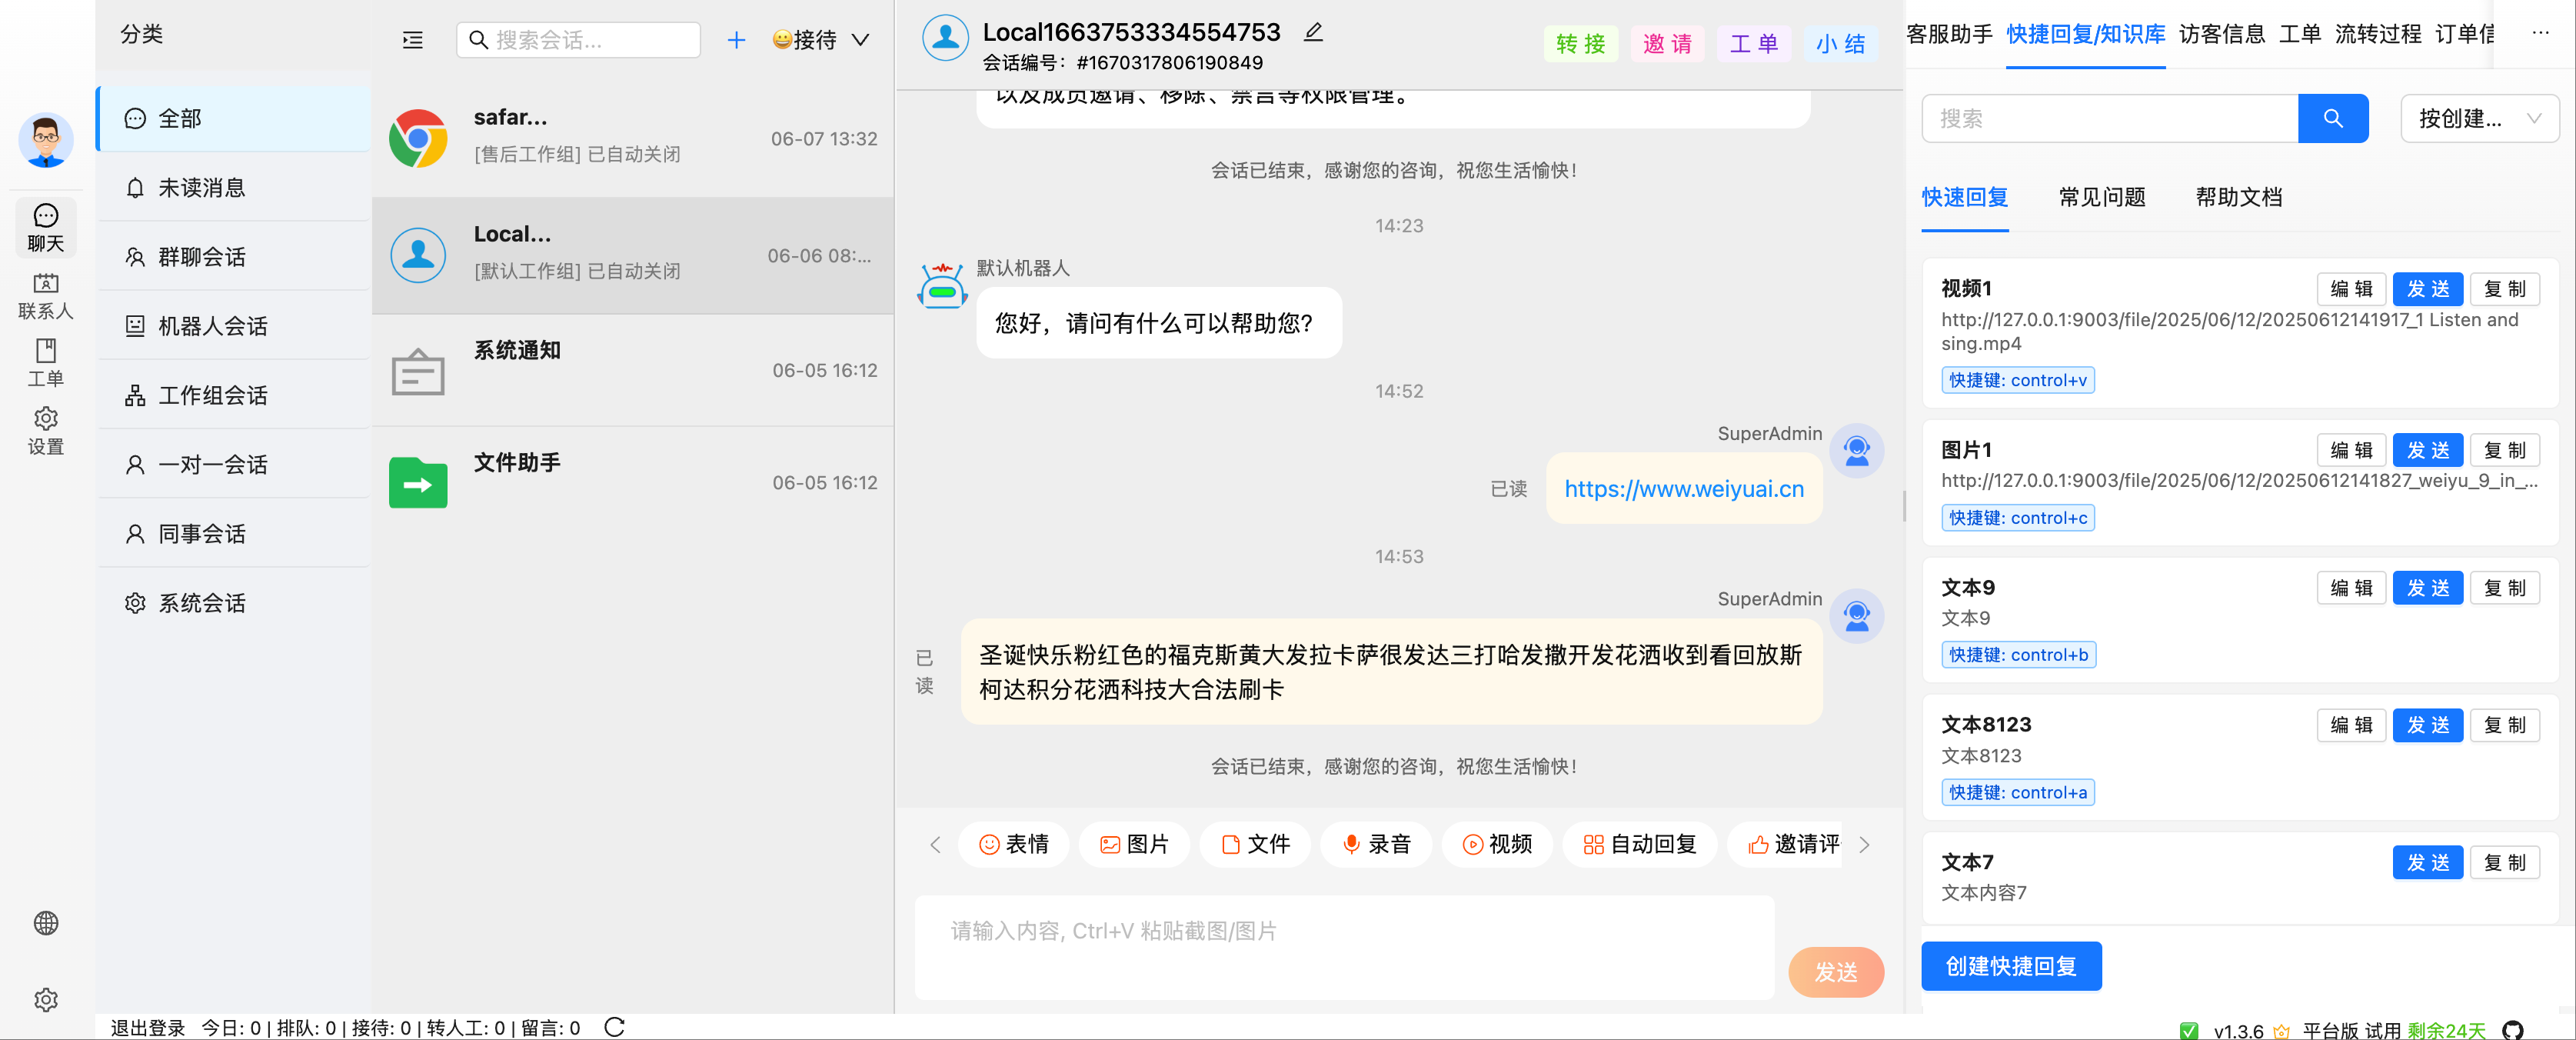 聊天
联系人
工单
设置
分类
全部
未读消息
群聊会话
机器人会话
工作组会话
一对一会话
同事会话
系统会话
搜索会话...
😀接待
safar...
06-07 13:32
[售后工作组] 已自动关闭
Local...
06-06 08:...
[默认工作组] 已自动关闭
系统通知
06-05 16:12
文件助手
06-05 16:12
Local1663753334554753
会话编号：#1670317806190849
转 接
邀 请
工 单
小 结
以及成员邀请、移除、禁言等权限管理。
会话已结束，感谢您的咨询，祝您生活愉快！
14:23
默认机器人
您好，请问有什么可以帮助您？
14:52
SuperAdmin
已读
https://www.weiyuai.cn
14:53
SuperAdmin
已读
圣诞快乐粉红色的福克斯黄大发拉卡萨很发达三打哈发撒开发花洒收到看回放斯
柯达积分花洒科技大合法刷卡
会话已结束，感谢您的咨询，祝您生活愉快！
表情
图片
文件
录音
视频
自动回复
邀请评
请输入内容, Ctrl+V 粘贴截图/图片
发送
客服助手
快捷回复/知识库
访客信息
工单
流转过程
订单信
...
搜索
按创建...
快速回复
常见问题
帮助文档
视频1
编 辑
发 送
复 制
http://127.0.0.1:9003/file/2025/06/12/20250612141917_1 Listen and
sing.mp4
快捷键: control+v
图片1
编 辑
发 送
复 制
http://127.0.0.1:9003/file/2025/06/12/20250612141827_weiyu_9_in_...
快捷键: control+c
文本9
编 辑
发 送
复 制
文本9
快捷键: control+b
文本8123
编 辑
发 送
复 制
文本8123
快捷键: control+a
文本7
发 送
复 制
文本内容7
创建快捷回复
退出登录 今日: 0 | 排队: 0 | 接待: 0 | 转人工: 0 | 留言: 0
✅ v1.3.6 平台版 试用 剩余24天